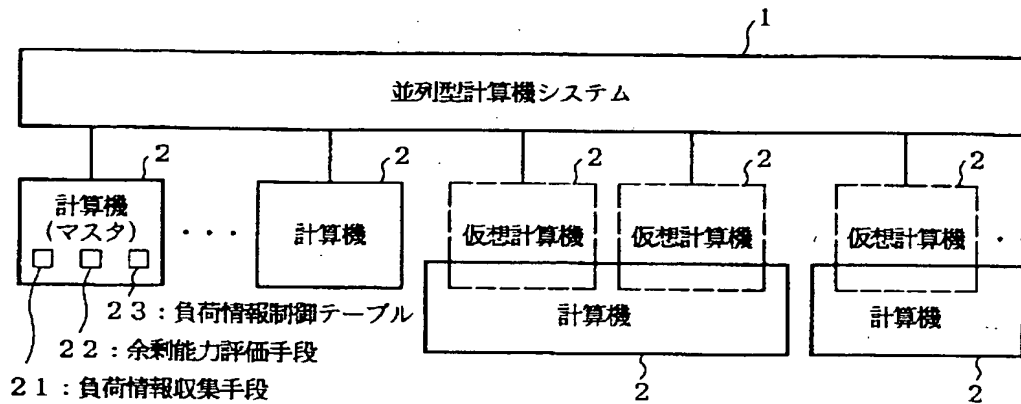 1
並列型計算機システム
2 2 2 2 2
計算機
(マスタ)
・・・
計算機
仮想計算機
仮想計算機
仮想計算機
・・
計算機
計算機
23:負荷情報制御テーブル
22:余剰能力評価手段
21:負荷情報収集手段
2 2